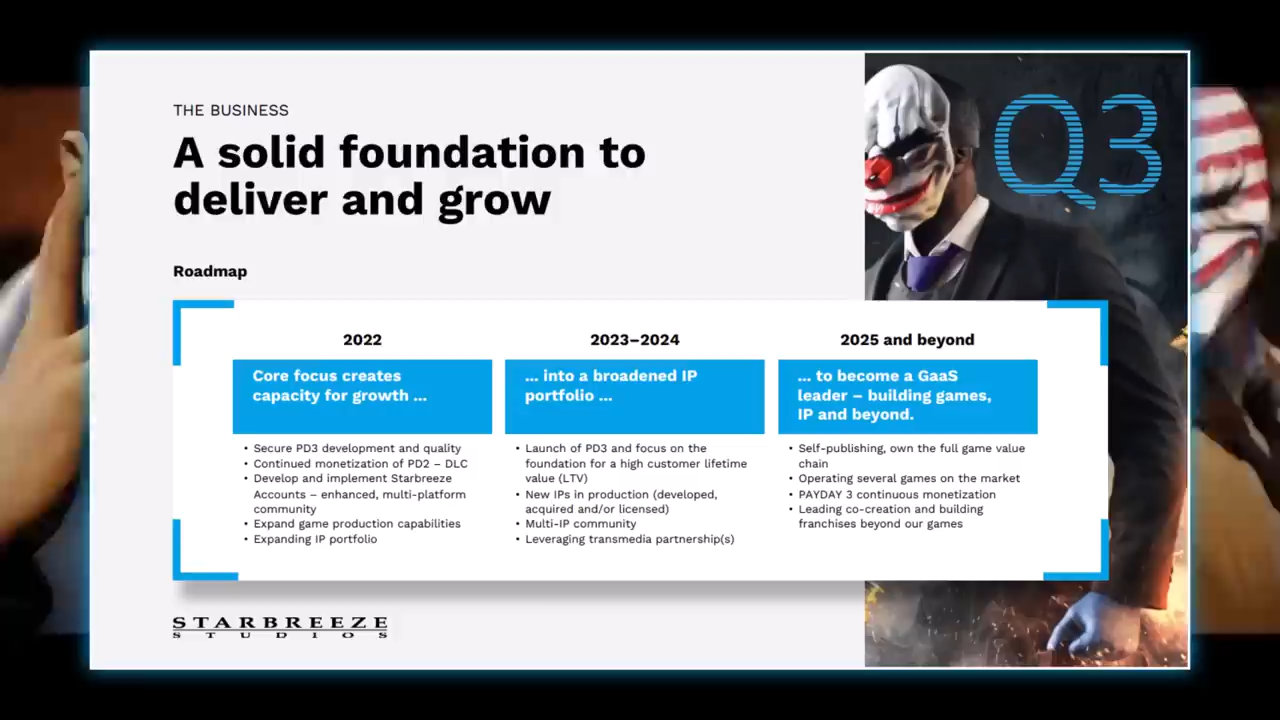 THE BUSINESS
A solid foundation to
deliver and grow
Q3
Roadmap
2022
Core focus creates
capacity for growth ...
• Secure PD3 development and quality
• Continued monetization of PD2 – DLC
• Develop and implement Starbreeze
Accounts – enhanced, multi-platform
community
• Expand game production capabilities
• Expanding IP portfolio
2023–2024
... into a broadened IP
portfolio ...
• Launch of PD3 and focus on the
foundation for a high customer lifetime
value (LTV)
• New IPs in production (developed,
acquired and/or licensed)
• Multi-IP community
• Leveraging transmedia partnership(s)
2025 and beyond
... to become a GaaS
leader – building games,
IP and beyond.
• Self-publishing, own the full game value
chain
• Operating several games on the market
• PAYDAY 3 continuous monetization
• Leading co-creation and building
franchises beyond our games
STARBREEZE
STUDIOS